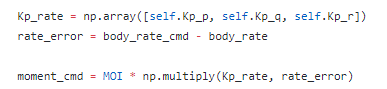 Kp_rate = np.array([self.Kp_p, self.Kp_q, self.Kp_r])
rate_error = body_rate_cmd - body_rate
moment_cmd = MOI * np.multiply(Kp_rate, rate_error)